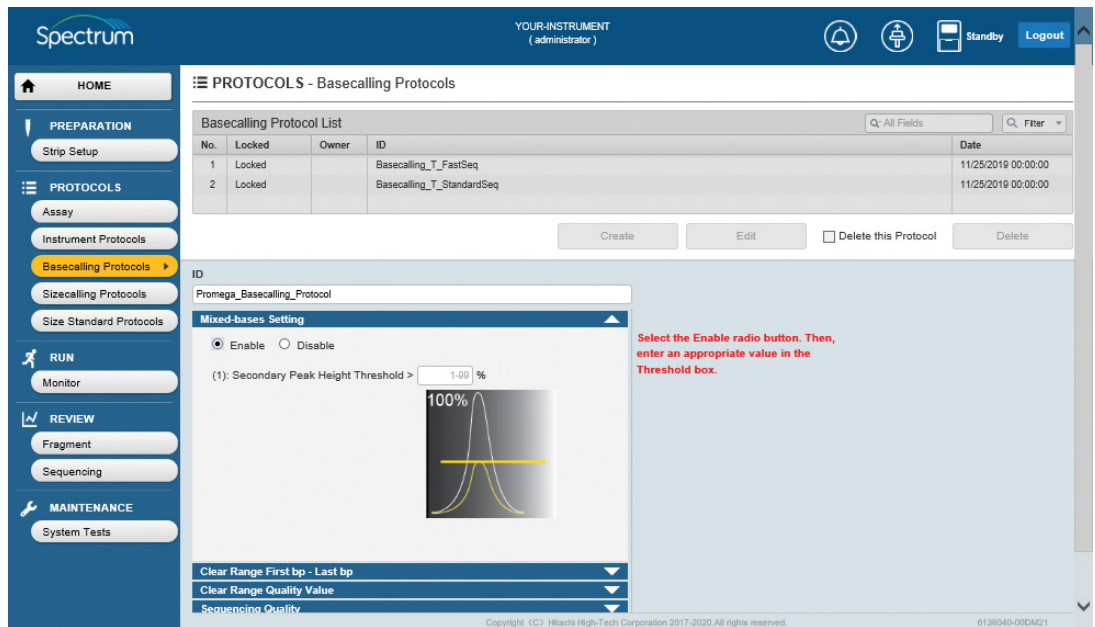 Spectrum
YOUR-INSTRUMENT
( administrator )
Standby
Logout
HOME
PREPARATION
Strip Setup
PROTOCOLS
Assay
Instrument Protocols
Basecalling Protocols
Sizecalling Protocols
Size Standard Protocols
RUN
Monitor
REVIEW
Fragment
Sequencing
MAINTENANCE
System Tests
PROTOCOLS - Basecalling Protocols
Basecalling Protocol List
All Fields
Filter
No. Locked Owner ID Date
1 Locked Basecalling_T_FastSeq 11/25/2019 00:00:00
2 Locked Basecalling_T_StandardSeq 11/25/2019 00:00:00
Create Edit Delete this Protocol Delete
ID
Promega_Basecalling_Protocol
Mixed-bases Setting
Enable Disable
(1): Secondary Peak Height Threshold > 1-99 %
100%
Select the Enable radio button. Then,
enter an appropriate value in the
Threshold box.
Clear Range First bp - Last bp
Clear Range Quality Value
Sequencing Quality
Copyright (C) Hitachi High-Tech Corporation 2017-2020.All rights reserved.
6138040-00DM21